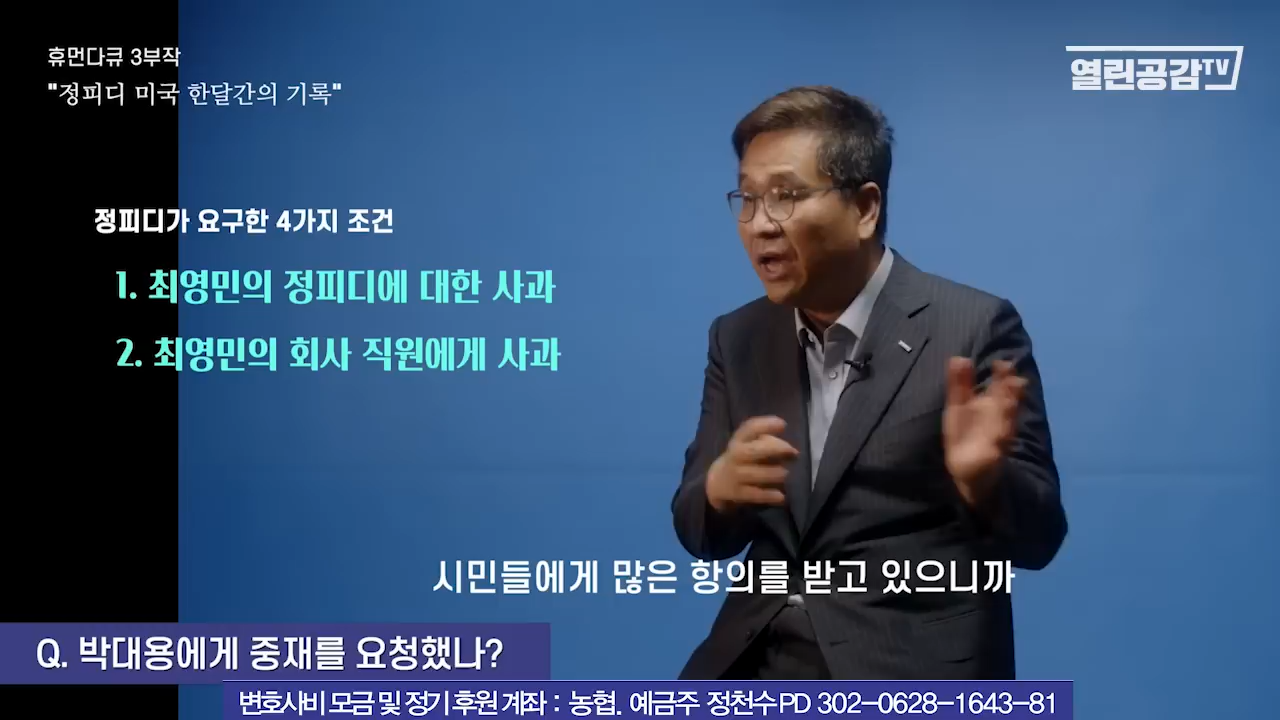 휴먼다큐 3부작
"정피디 미국 한달간의 기록"
열린공감TV
정피디가 요구한 4가지 조건
1. 최영민의 정피디에 대한 사과
2. 최영민의 회사 직원에게 사과
시민들에게 많은 항의를 받고 있으니까
Q. 박대용에게 중재를 요청했나?
변호사비 모금 및 정기 후원 계좌 : 농협. 예금주 정천수PD 302-0628-1643-81